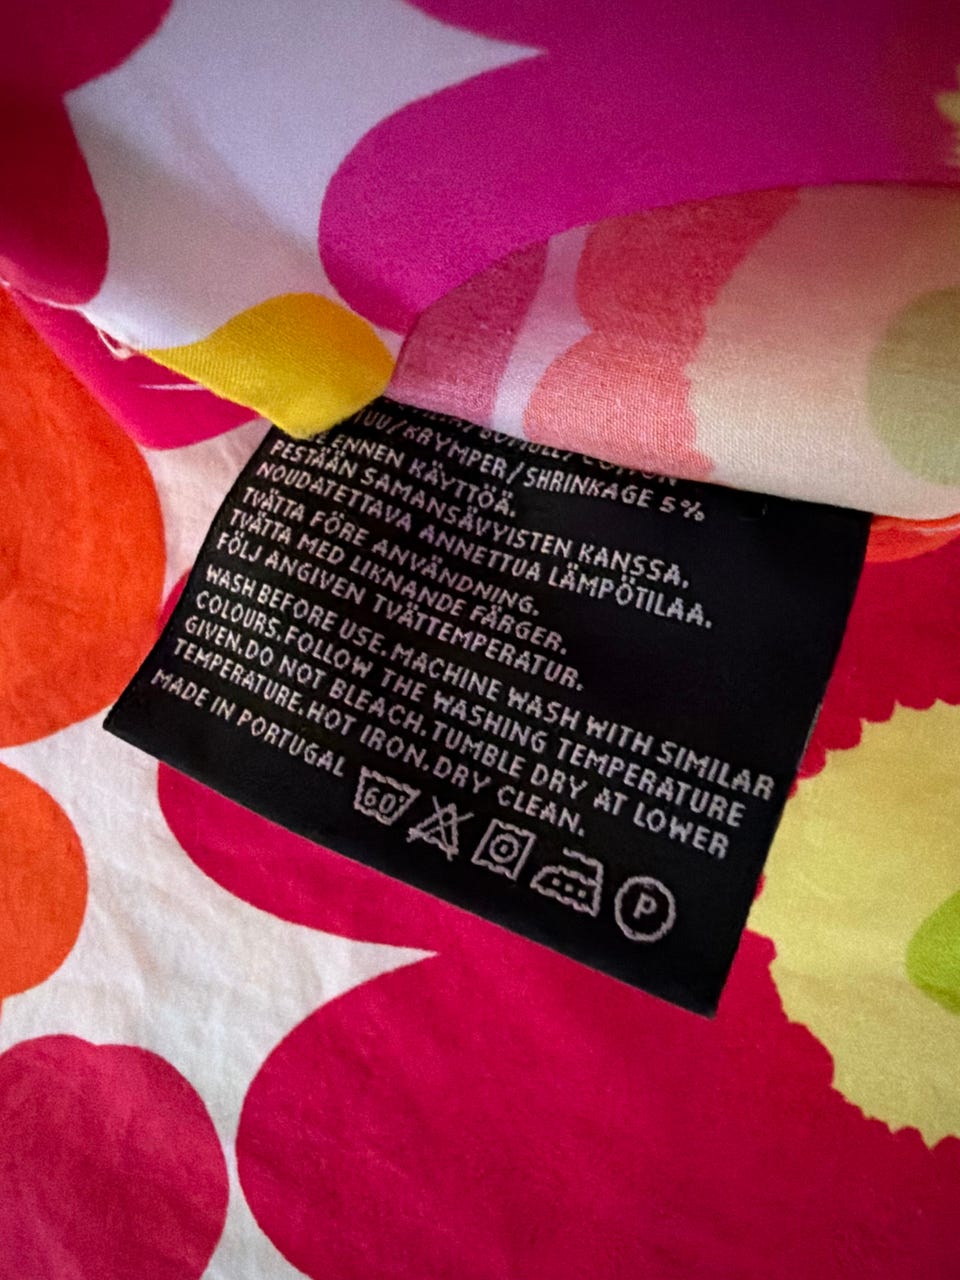 TUU/KRYMPER/SHRINKAGE 5%
ENNEN KÄYTTÖÄ.
PESTÄÄN SAMANSÄVYISTEN KANSSA.
NOUDATETTAVA ANNETTUA LÄMPÖTILAA.
TVÄTTA FÖRE ANVÄNDNING.
TVÄTTA MED LIKNANDE FÄRGER.
FÖLJ ANGIVEN TVÄTTEMPERATUR.
WASH BEFORE USE. MACHINE WASH WITH SIMILAR
COLOURS. FOLLOW THE WASHING TEMPERATURE
GIVEN. DO NOT BLEACH. TUMBLE DRY AT LOWER
TEMPERATURE. HOT IRON. DRY CLEAN.
MADE IN PORTUGAL
60° P